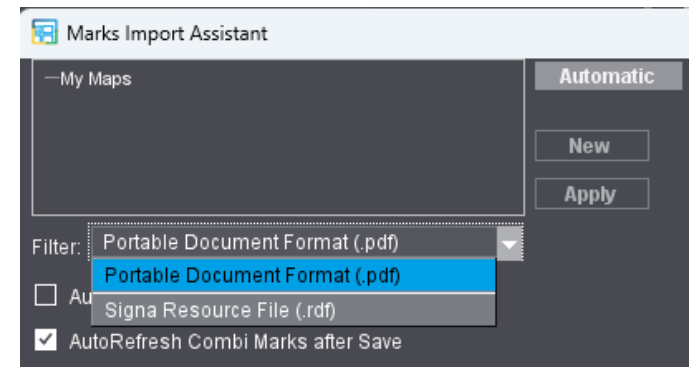 Marks Import Assistant
My Maps
Automatic
New
Apply
Filter: Portable Document Format (.pdf)
Portable Document Format (.pdf)
Au
Signa Resource File (.rdf)
AutoRefresh Combi Marks after Save